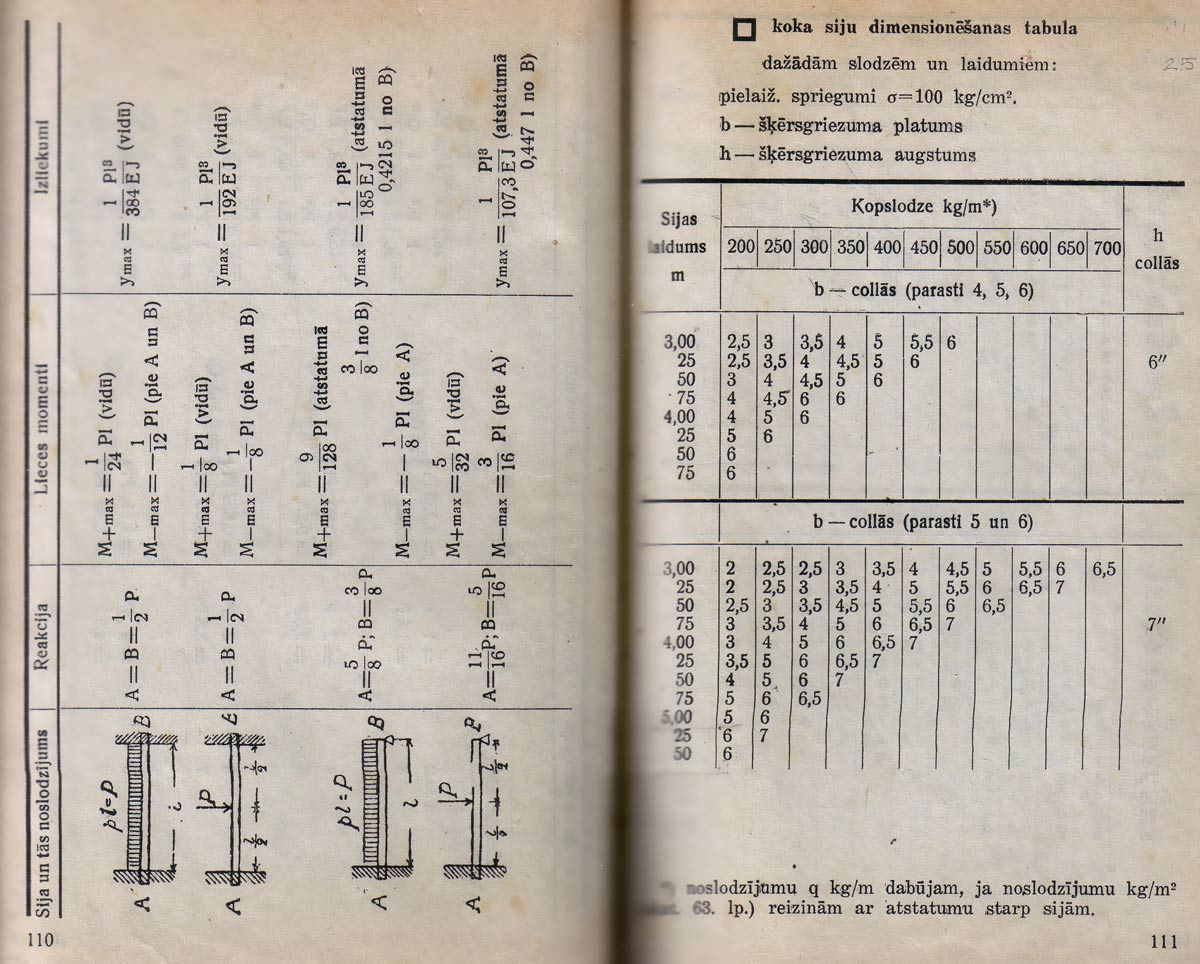 Sija un tās noslodzījums | Reakcija | Lieces momenti | Izliekumi
pl=P A B l | A = B = 1/2 P | M+max = 1/24 Pl (vidū) | ymax = 1/384 Pl³/EJ (vidū)
M—max = — 1/12 Pl (pie A un B)
P A l/2 l/2 | A = B = 1/2 P | M+max = 1/8 Pl (vidū) | ymax = 1/192 Pl³/EJ (vidū)
M—max = — 1/8 Pl (pie A un B)
pl=P A B l | A = 5/8 P; B = 3/8 P | M+max = 9/128 Pl (atstatumā | ymax = 1/185 Pl³/EJ (atstatumā
3/8 l no B) | 0,4215 l no B)
M—max = — 1/8 Pl (pie A)
P A l/2 l/2 | A = 11/16 P; B = 5/16 P | M+max = 5/32 Pl (vidū) | ymax = 1/107,3 Pl³/EJ (atstatumā
M—max = 3/16 Pl (pie A) | 0,447 l no B)
110
koka siju dimensionēšanas tabula
dažādām slodzēm un laidumiem: 25
pielaiž. spriegumi σ=100 kg/cm².
b — šķērsgriezuma platums
h — šķērsgriezuma augstums
Sijas laidums m | Kopslodze kg/m*) | h collās
200 250 300 350 400 450 500 550 600 650 700
b — collās (parasti 4, 5, 6)
3,00 2,5 3 3,5 4 5 5,5 6
25 2,5 3,5 4 4,5 5 6 6″
50 3 4 4,5 5 6
75 4 4,5 6 6
4,00 4 5 6
25 5 6
50 6
75 6
b — collās (parasti 5 un 6)
3,00 2 2,5 2,5 3 3,5 4 4,5 5 5,5 6 6,5
25 2 2,5 3 3,5 4 5 5,5 6 6,5 7
50 2,5 3 3,5 4,5 5 5,5 6 6,5
75 3 3,5 4 5 6 6,5 7 7″
4,00 3 4 5 6 6,5 7
25 3,5 5 6 6,5 7
50 4 5 6 7
75 5 6 6,5
5,00 5 6
25 6 7
50 6
*) noslodzījumu q kg/m dabūjam, ja noslodzījumu kg/m²
63. lp.) reizinām ar atstatumu starp sijām.
111